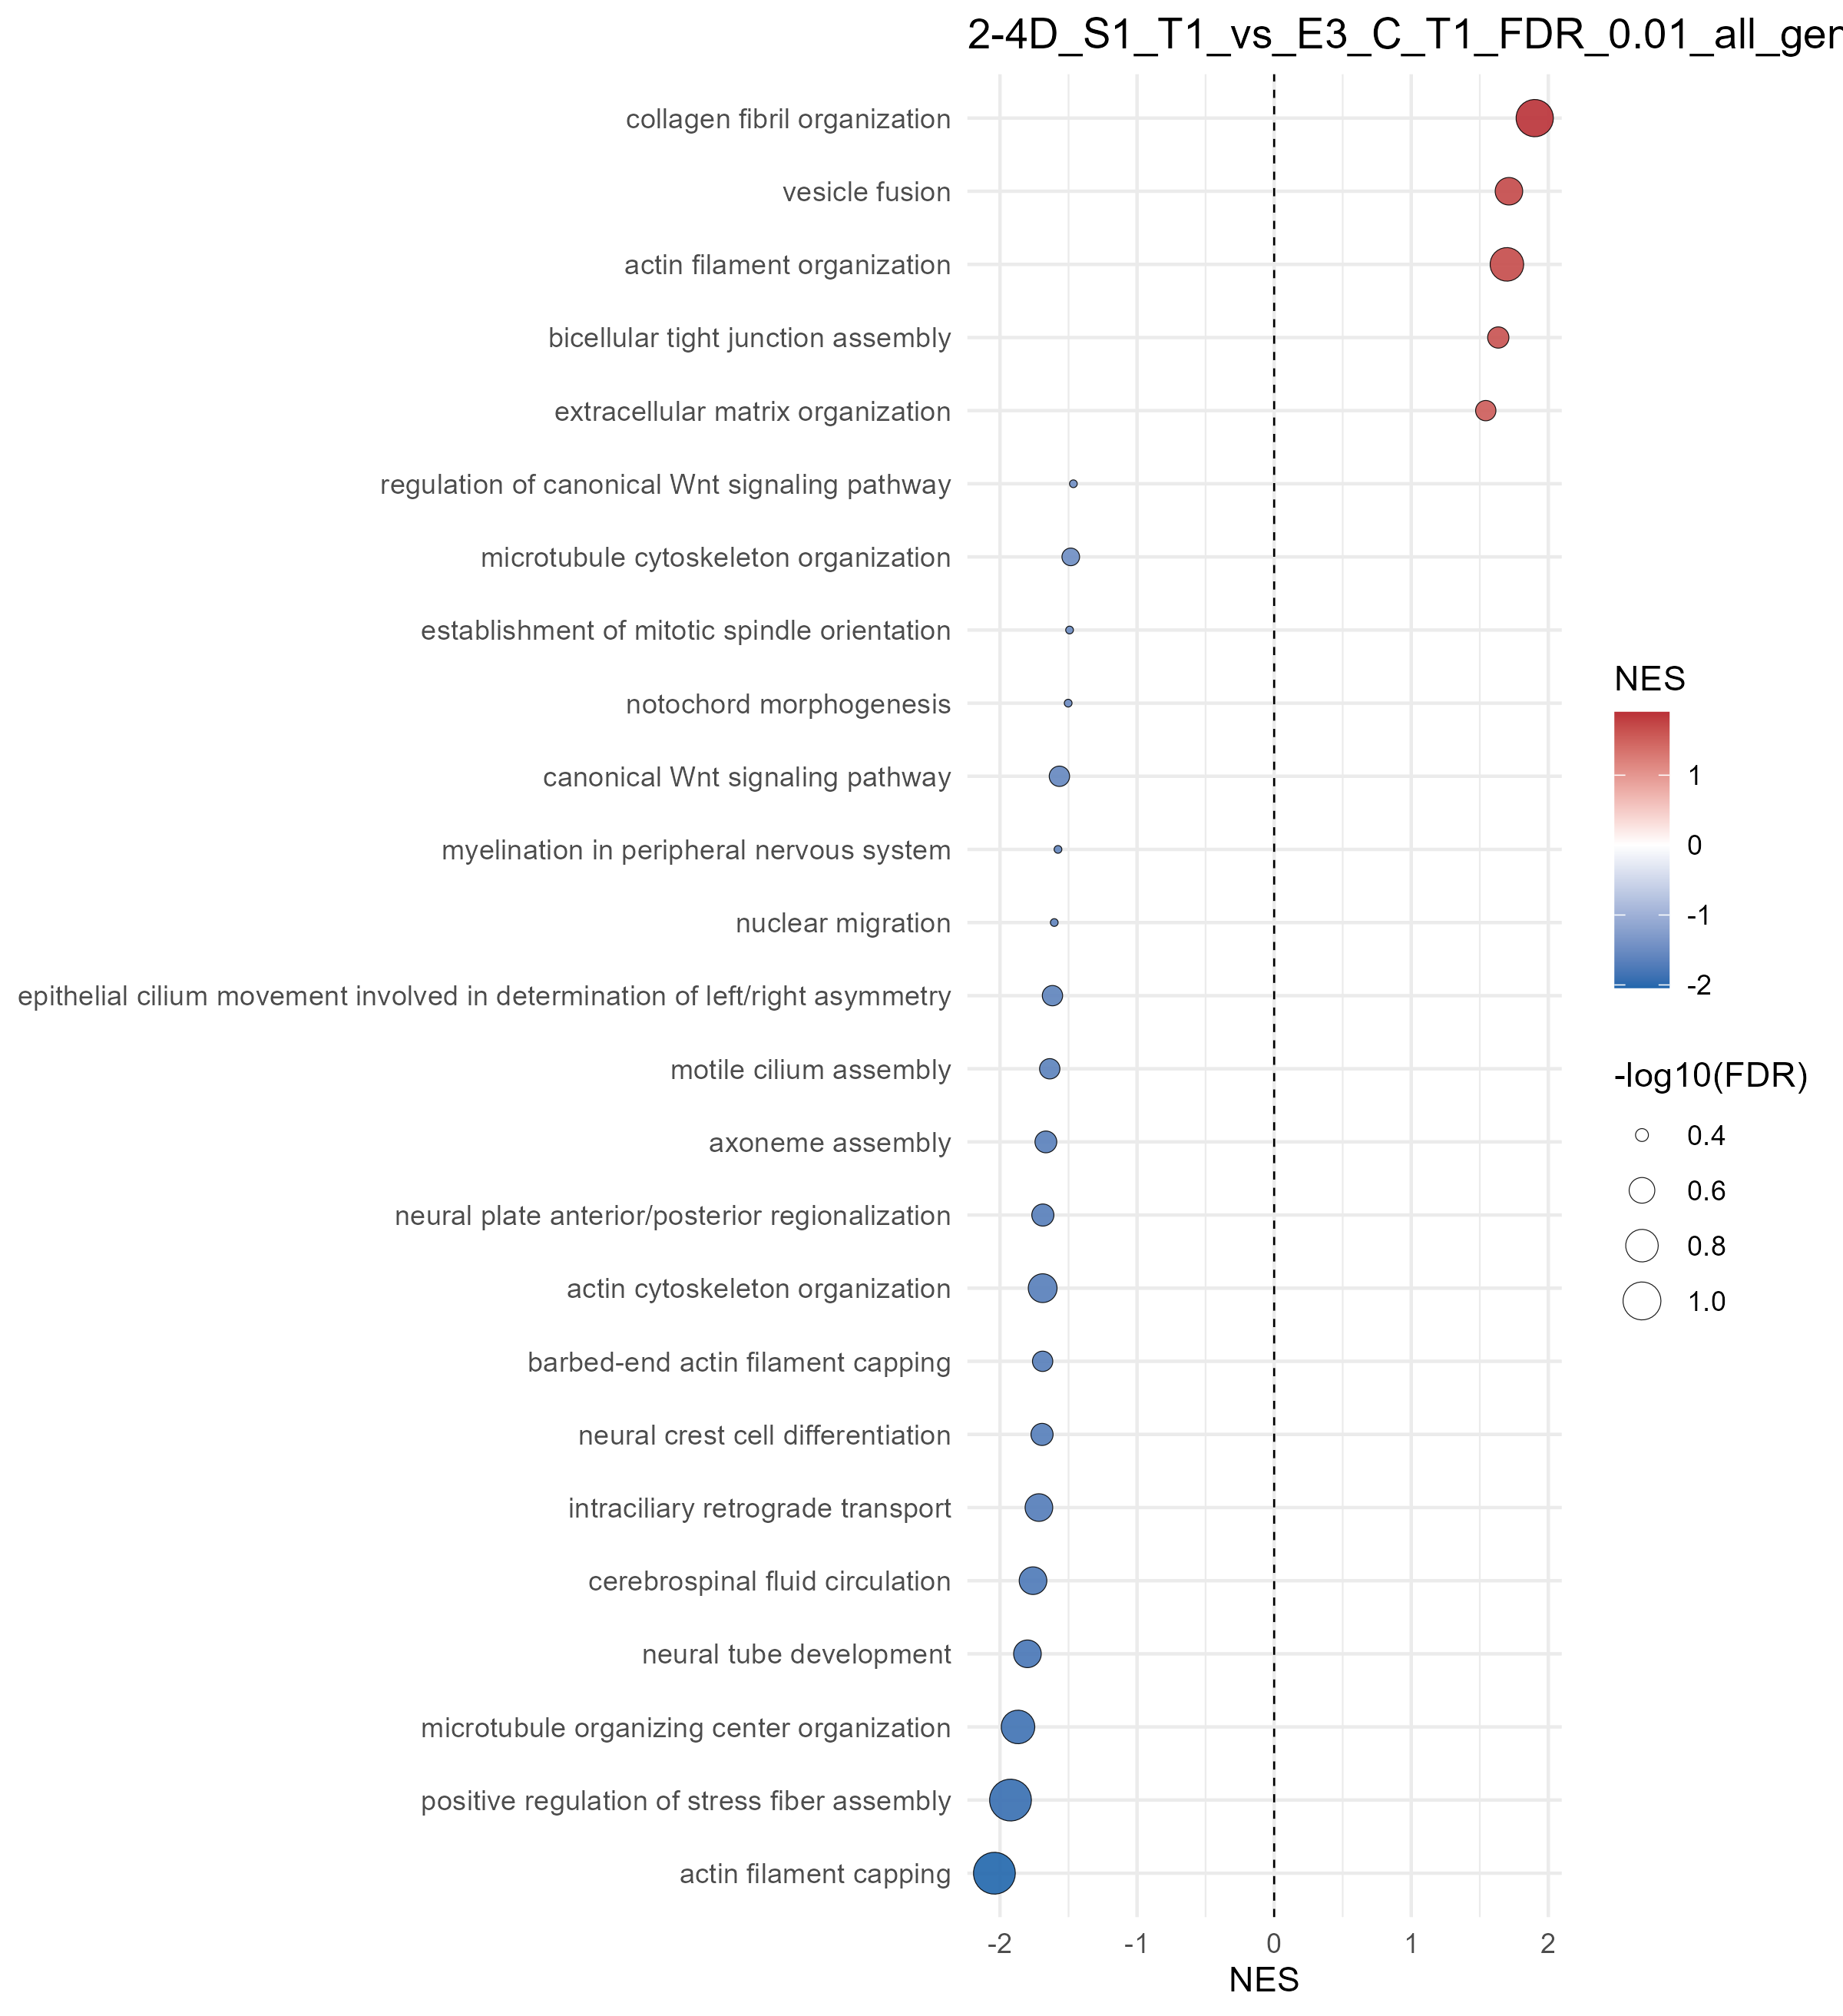 2-4D_S1_T1_vs_E3_C_T1_FDR_0.01_all_gen
collagen fibril organization
vesicle fusion
actin filament organization
bicellular tight junction assembly
extracellular matrix organization
regulation of canonical Wnt signaling pathway
microtubule cytoskeleton organization
establishment of mitotic spindle orientation
notochord morphogenesis
canonical Wnt signaling pathway
myelination in peripheral nervous system
nuclear migration
epithelial cilium movement involved in determination of left/right asymmetry
motile cilium assembly
axoneme assembly
neural plate anterior/posterior regionalization
actin cytoskeleton organization
barbed-end actin filament capping
neural crest cell differentiation
intraciliary retrograde transport
cerebrospinal fluid circulation
neural tube development
microtubule organizing center organization
positive regulation of stress fiber assembly
actin filament capping
-2 -1 0 1 2
NES
NES
1
0
-1
-2
-log10(FDR)
0.4
0.6
0.8
1.0